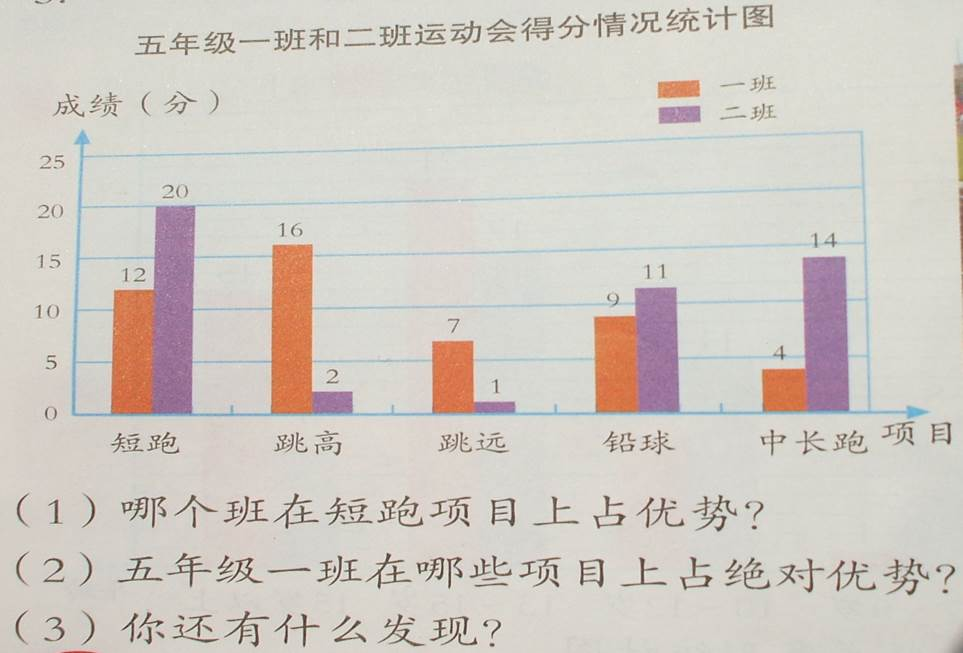 五年级一班和二班运动会得分情况统计图
一班
成绩（分）
二班
25
20
20
16
14
15
12
11
10
9
7
5
4
2
1
0
短跑 跳高 跳远 铅球 中长跑 项目
（1）哪个班在短跑项目上占优势？
（2）五年级一班在哪些项目上占绝对优势？
（3）你还有什么发现？